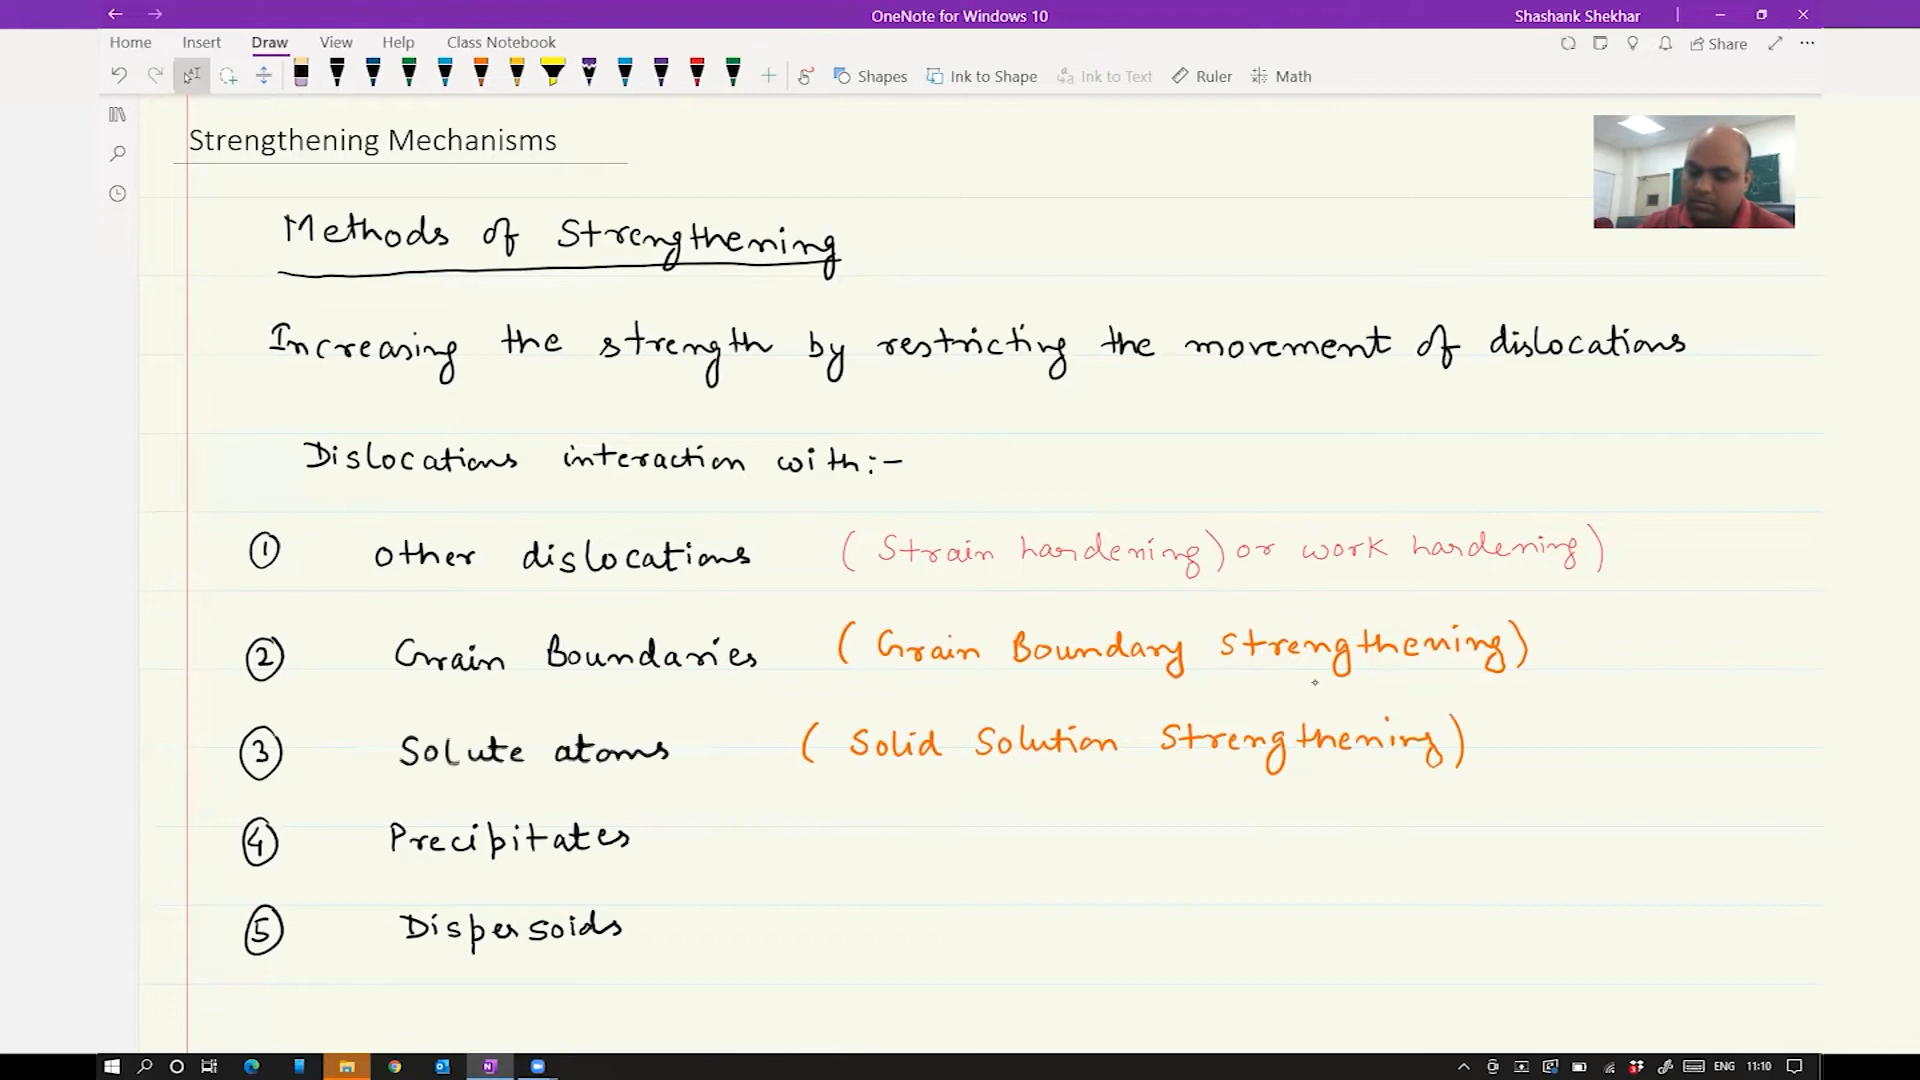 OneNote for Windows 10
Shashank Shekhar
Home Insert Draw View Help Class Notebook
Share
Shapes Ink to Shape Ink to Text Ruler Math
Strengthening Mechanisms
Methods of Strengthening
Increasing the strength by restricting the movement of dislocations
Dislocations interaction with:-
① other dislocations (Strain hardening) or work hardening)
② Grain Boundaries (Grain Boundary Strengthening)
③ Solute atoms (Solid Solution Strengthening)
④ Precipitates
⑤ Dispersoids
ENG 11:10